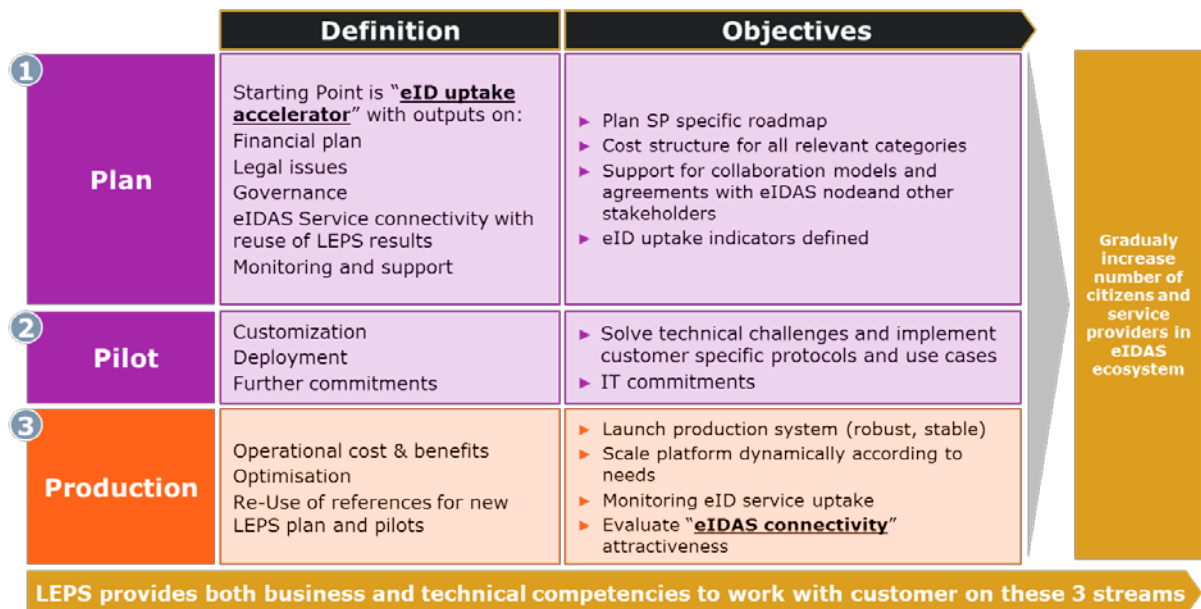 Definition
Objectives
1
Plan
Starting Point is “eID uptake
accelerator” with outputs on:
Financial plan
Legal issues
Governance
eIDAS Service connectivity with
reuse of LEPS results
Monitoring and support
► Plan SP specific roadmap
► Cost structure for all relevant categories
► Support for collaboration models and
agreements with eIDAS nodeand other
stakeholders
► eID uptake indicators defined
2
Pilot
Customization
Deployment
Further commitments
► Solve technical challenges and implement
customer specific protocols and use cases
► IT commitments
3
Production
Operational cost & benefits
Optimisation
Re-Use of references for new
LEPS plan and pilots
► Launch production system (robust, stable)
► Scale platform dynamically according to
needs
► Monitoring eID service uptake
► Evaluate “eIDAS connectivity”
attractiveness
Gradualy
increase
number of
citizens and
service
providers in
eIDAS
ecosystem
LEPS provides both business and technical competencies to work with customer on these 3 streams